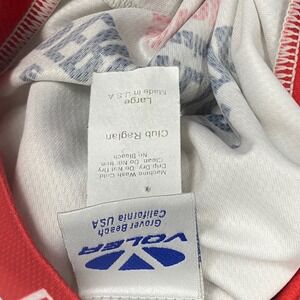 VOLER
Grover Beach
California USA
Machine Wash Cold
Drip Dry. Do Not Dry
Clean. Do Not Iron
No Bleach
Club Raglan
Large
Made in U.S.A